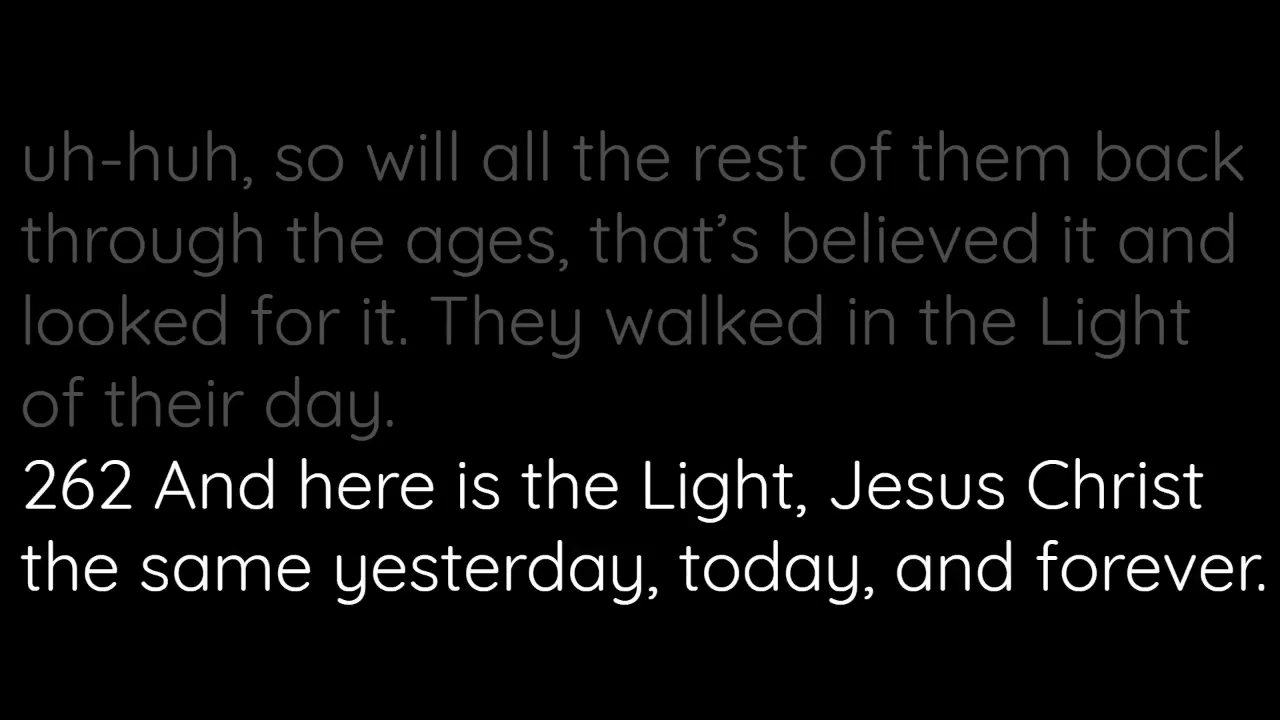 uh-huh, so will all the rest of them back
through the ages, that’s believed it and
looked for it. They walked in the Light
of their day.
262 And here is the Light, Jesus Christ
the same yesterday, today, and forever.